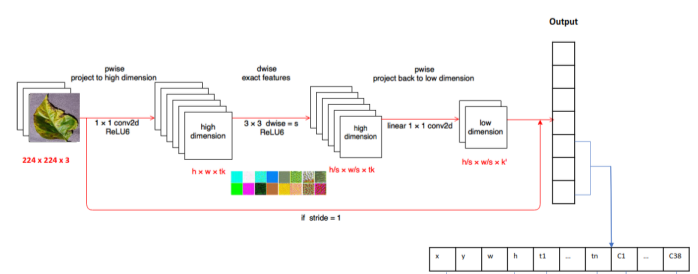 Output
pwise
project to high dimension
dwise
exact features
pwise
project back to low dimension
1 × 1 conv2d
ReLU6
high
dimension
3 × 3 dwise = s
ReLU6
high
dimension
linear 1 × 1 conv2d
low
dimension
224 x 224 x 3
h × w × tk
h/s × w/s × tk
h/s × w/s × k'
if stride = 1
x y w h t1 ... tn C1 ... C38